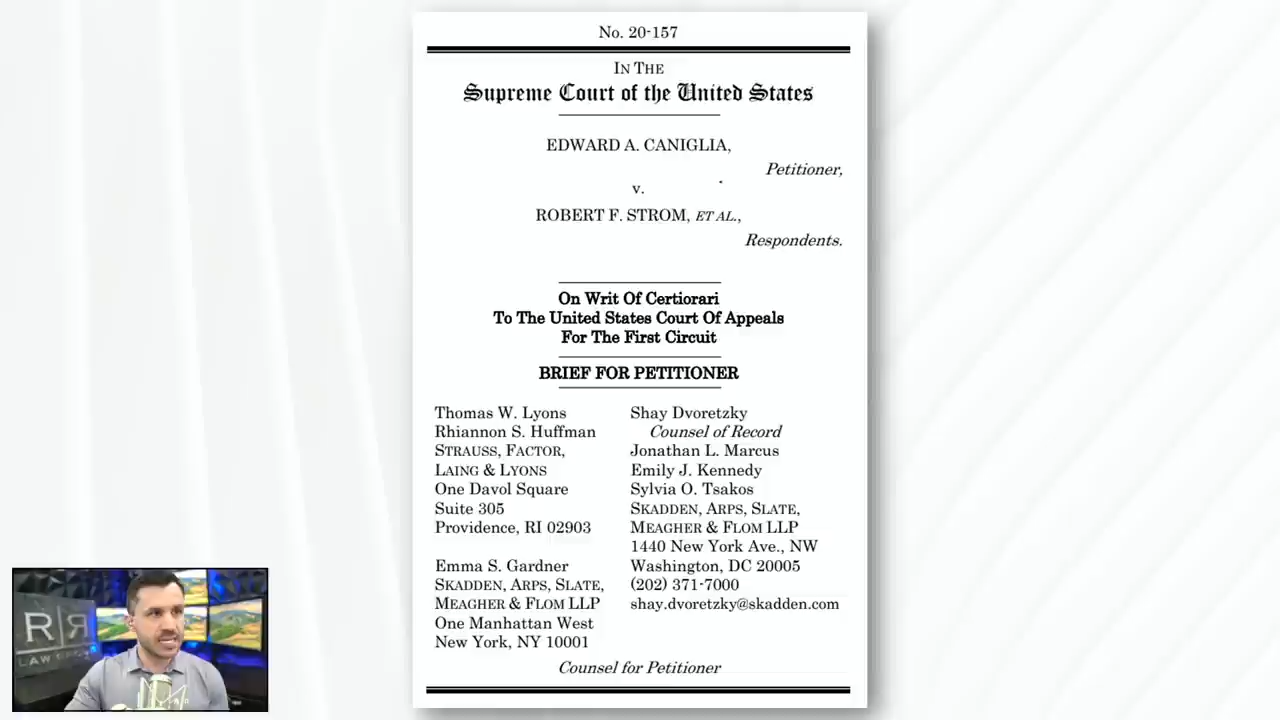 No. 20-157
IN THE
Supreme Court of the United States
EDWARD A. CANIGLIA,
Petitioner,
v.
ROBERT F. STROM, ET AL.,
Respondents.
On Writ Of Certiorari
To The United States Court Of Appeals
For The First Circuit
BRIEF FOR PETITIONER
Thomas W. Lyons
Rhiannon S. Huffman
STRAUSS, FACTOR,
LAING & LYONS
One Davol Square
Suite 305
Providence, RI 02903
Emma S. Gardner
SKADDEN, ARPS, SLATE,
MEAGHER & FLOM LLP
One Manhattan West
New York, NY 10001
Shay Dvoretzky
Counsel of Record
Jonathan L. Marcus
Emily J. Kennedy
Sylvia O. Tsakos
SKADDEN, ARPS, SLATE,
MEAGHER & FLOM LLP
1440 New York Ave., NW
Washington, DC 20005
(202) 371-7000
shay.dvoretzky@skadden.com
Counsel for Petitioner
R|R
LAW